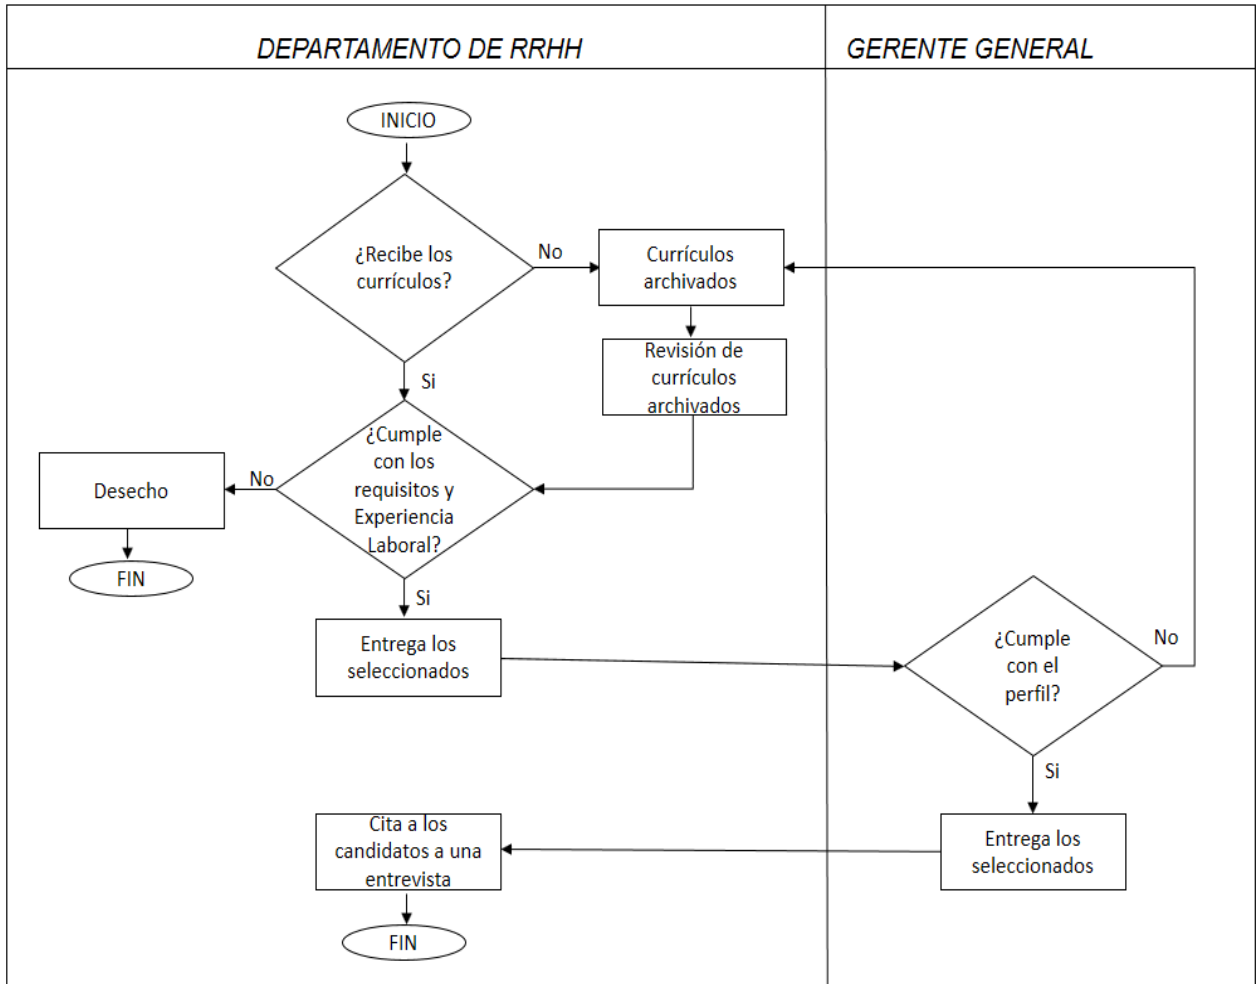 DEPARTAMENTO DE RRHH
GERENTE GENERAL
INICIO
¿Recibe los
currículos?
No
Currículos
archivados
Si
Revisión de
currículos
archivados
¿Cumple
con los
requisitos y
Experiencia
Laboral?
No
Desecho
FIN
Si
Entrega los
seleccionados
¿Cumple
con el
perfil?
No
Si
Entrega los
seleccionados
Cita a los
candidatos a una
entrevista
FIN